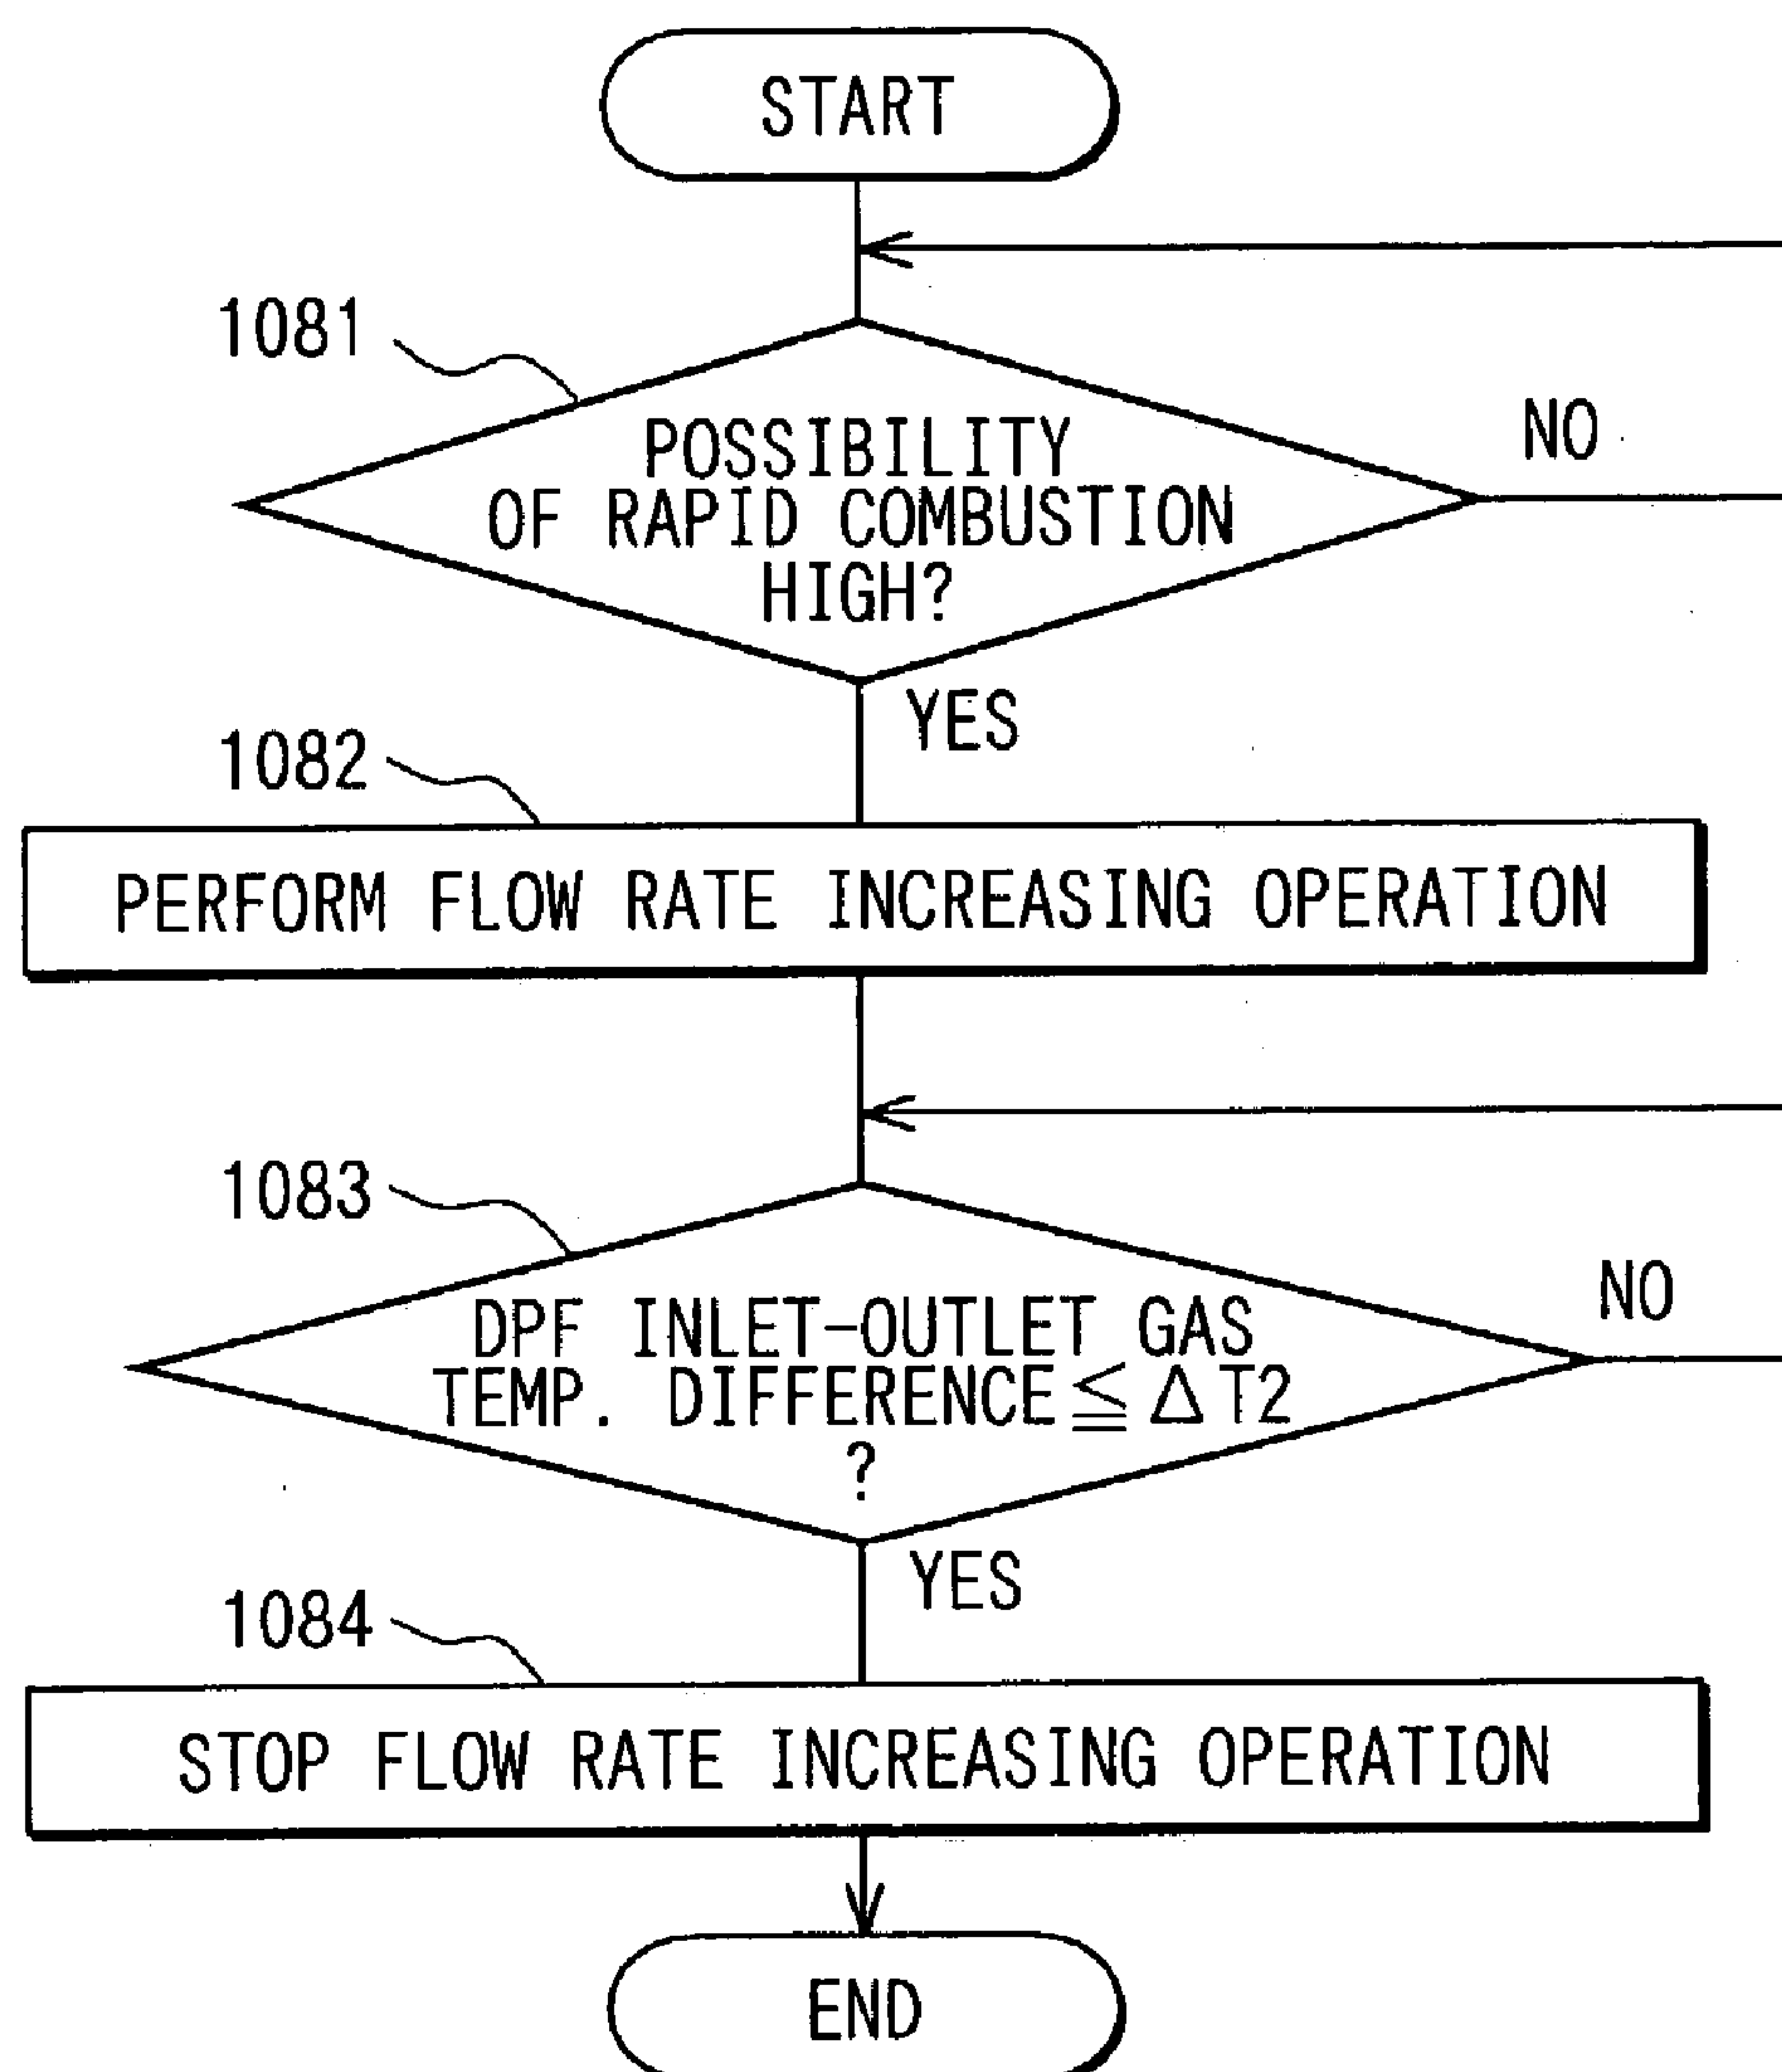 START
1081
POSSIBILITY
OF RAPID COMBUSTION
HIGH?
NO
YES
1082
PERFORM FLOW RATE INCREASING OPERATION
1083
DPF INLET-OUTLET GAS
TEMP. DIFFERENCE ≦ ΔT2
?
NO
YES
1084
STOP FLOW RATE INCREASING OPERATION
END